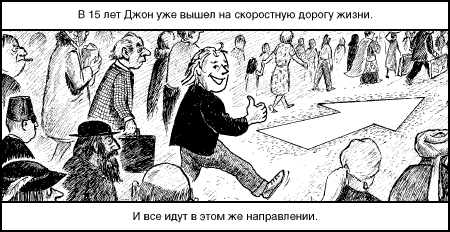 В 15 лет Джон уже вышел на скоростную дорогу жизни.
И все идут в этом же направлении.